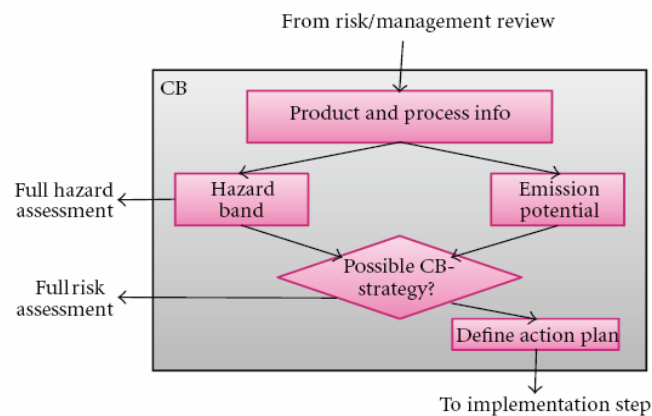 From risk/management review
CB
Product and process info
Full hazard
assessment
Hazard
band
Emission
potential
Possible CB-
strategy?
Full risk
assessment
Define action plan
To implementation step